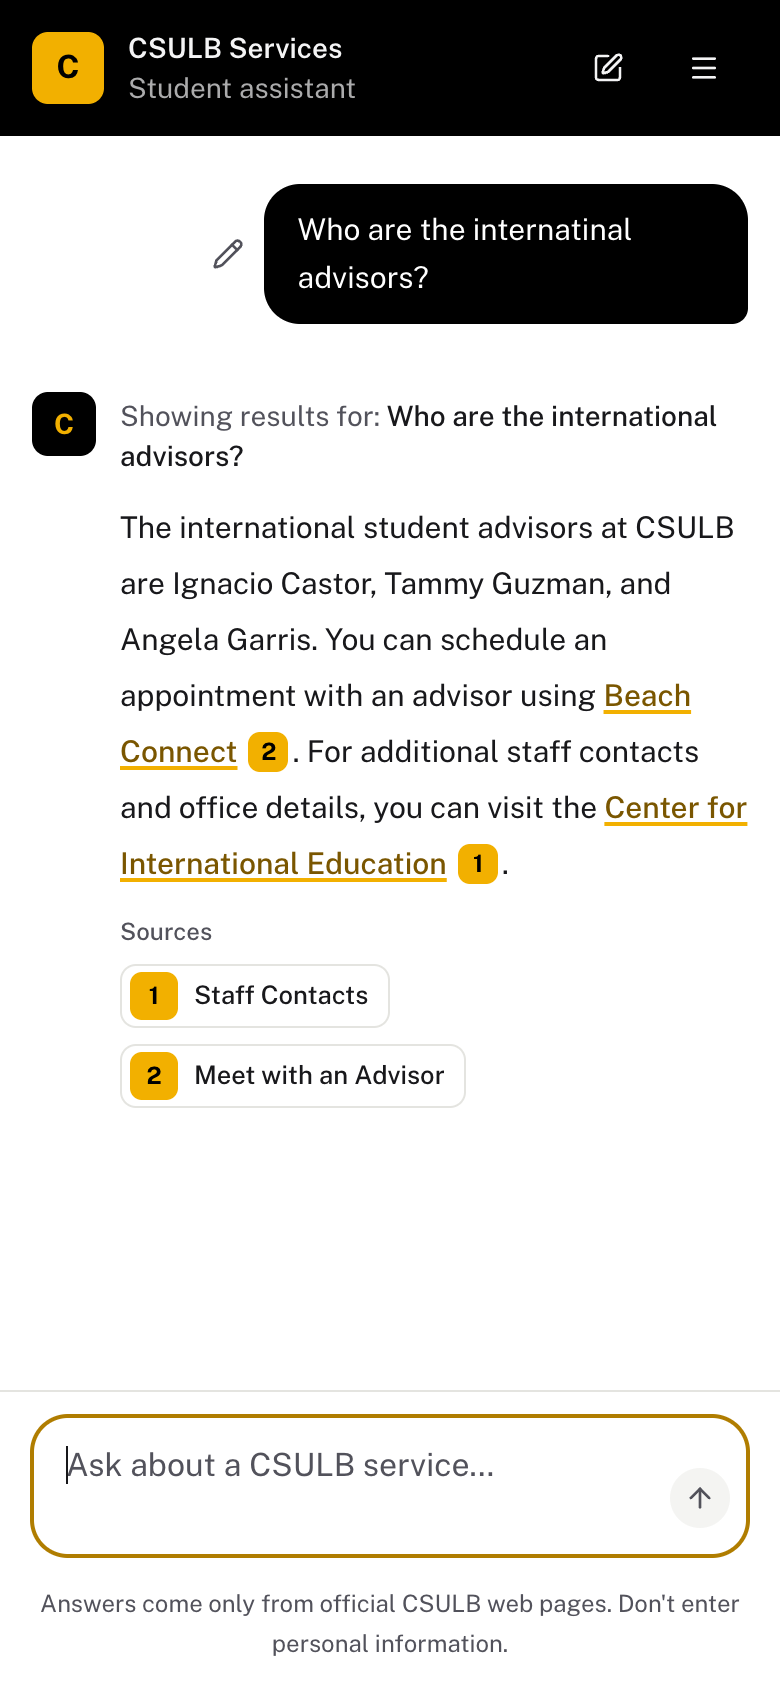 C
CSULB Services
Student assistant
Who are the internatinal
advisors?
C
Showing results for: Who are the international
advisors?
The international student advisors at CSULB
are Ignacio Castor, Tammy Guzman, and
Angela Garris. You can schedule an
appointment with an advisor using Beach
Connect 2. For additional staff contacts
and office details, you can visit the Center for
International Education 1.
Sources
1 Staff Contacts
2 Meet with an Advisor
Ask about a CSULB service...
Answers come only from official CSULB web pages. Don't enter
personal information.